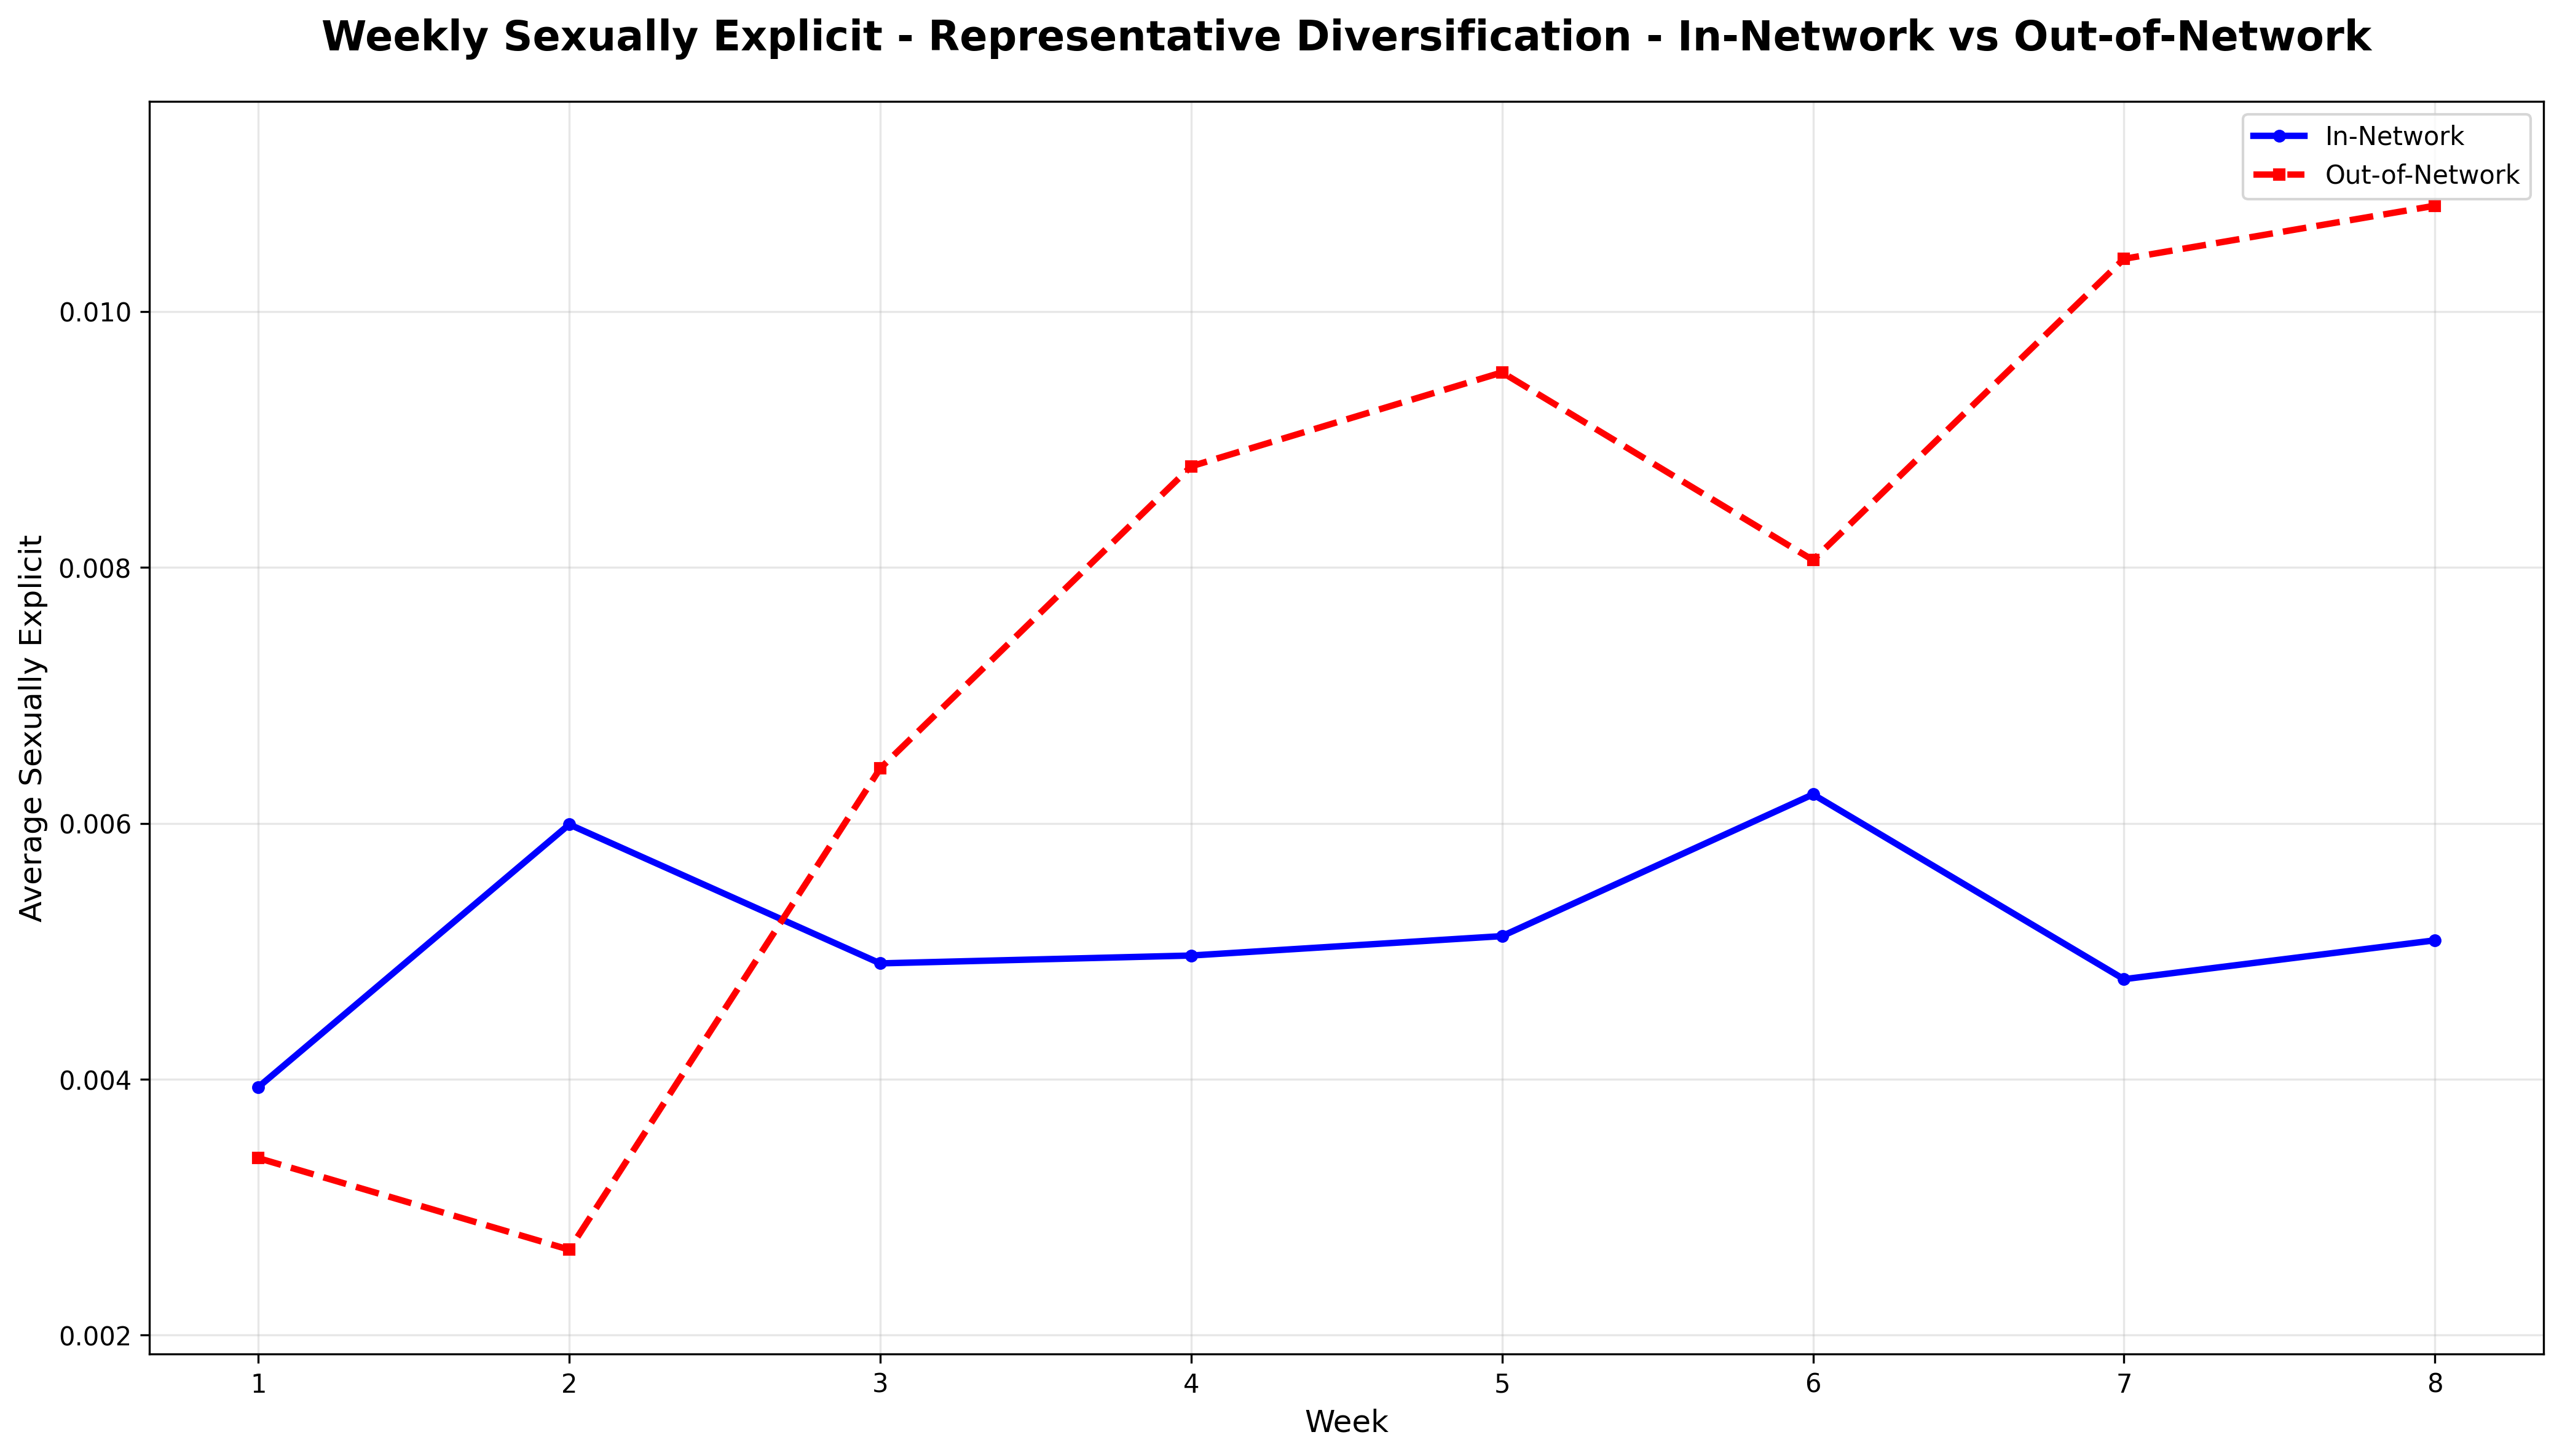 Weekly Sexually Explicit - Representative Diversification - In-Network vs Out-of-Network
In-Network
Out-of-Network
Average Sexually Explicit
0.010
0.008
0.006
0.004
0.002
1 2 3 4 5 6 7 8
Week